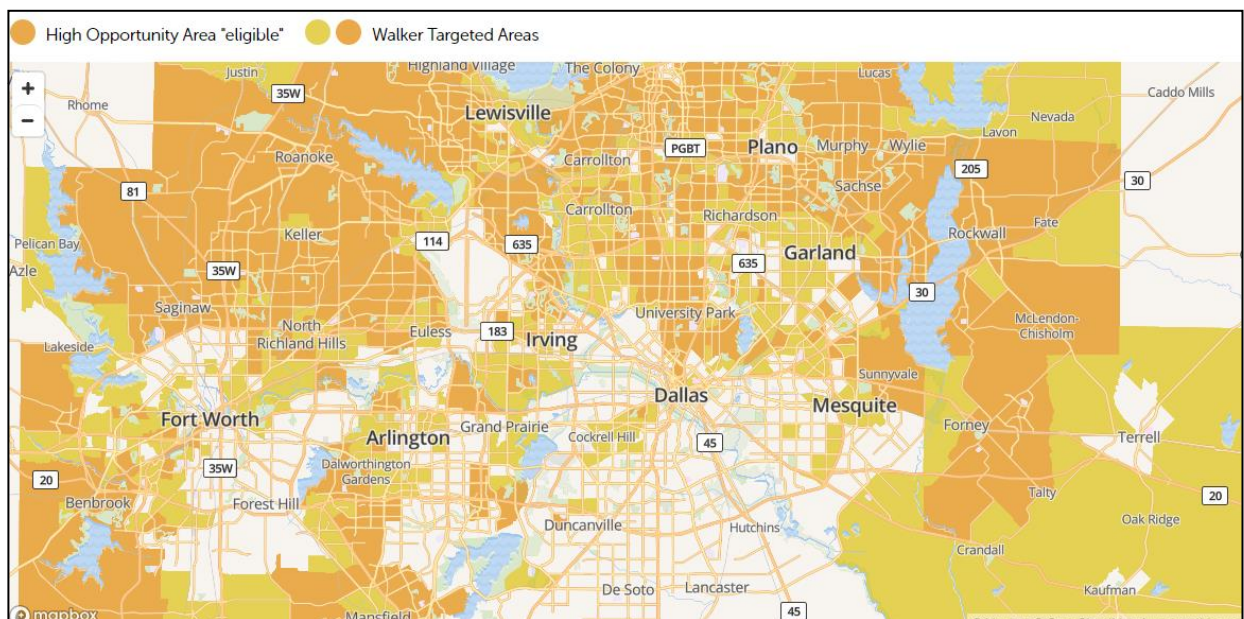 High Opportunity Area "eligible" Walker Targeted Areas
Justin
Highland Village
The Colony
Lucas
+
35W
Rhome
Caddo Mills
−
Lewisville
Nevada
Lavon
Roanoke
Carrollton
PGBT
Plano
Murphy
Wylie
205
81
Sachse
30
Carrollton
Richardson
Fate
Keller
114
635
Rockwall
Pelican Bay
Garland
Azle
35W
635
30
Saginaw
University Park
McLendon-
Chisholm
North
Richland Hills
Euless
183
Irving
Lakeside
Sunnyvale
Dallas
Mesquite
Fort Worth
Arlington
Grand Prairie
Cockrell Hill
45
Forney
Terrell
35W
Dalworthington
Gardens
20
Benbrook
Forest Hill
Talty
20
Duncanville
Hutchins
Oak Ridge
Crandall
De Soto
Lancaster
Kaufman
45
mapbox
Mansfield